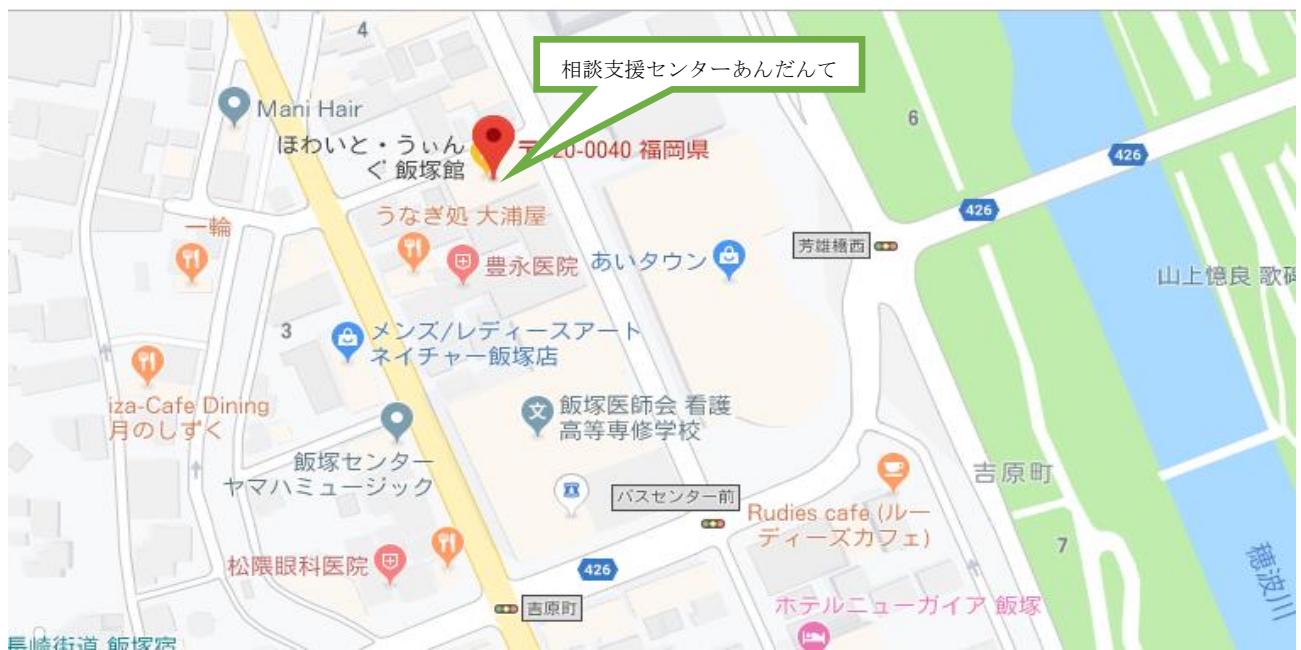 4
相談支援センターあんだんて
Mani Hair
6
ほわいと・うぃん
ぐ 飯塚館
20-0040 福岡県
426
426
一輪
うなぎ処 大浦屋
豊永医院
あいタウン
芳雄橋西
山上憶良 歌碑
3
メンズ/レディースアート
ネイチャー飯塚店
iza-Cafe Dining
月のしずく
文
飯塚医師会 看護
高等専修学校
飯塚センター
ヤマハミュージック
吉原町
バスセンター前
Rudies cafe (ルー
ディーズカフェ)
7
松隈眼科医院
426
穂波川
吉原町
ホテルニューガイア 飯塚
長崎街道 飯塚宿